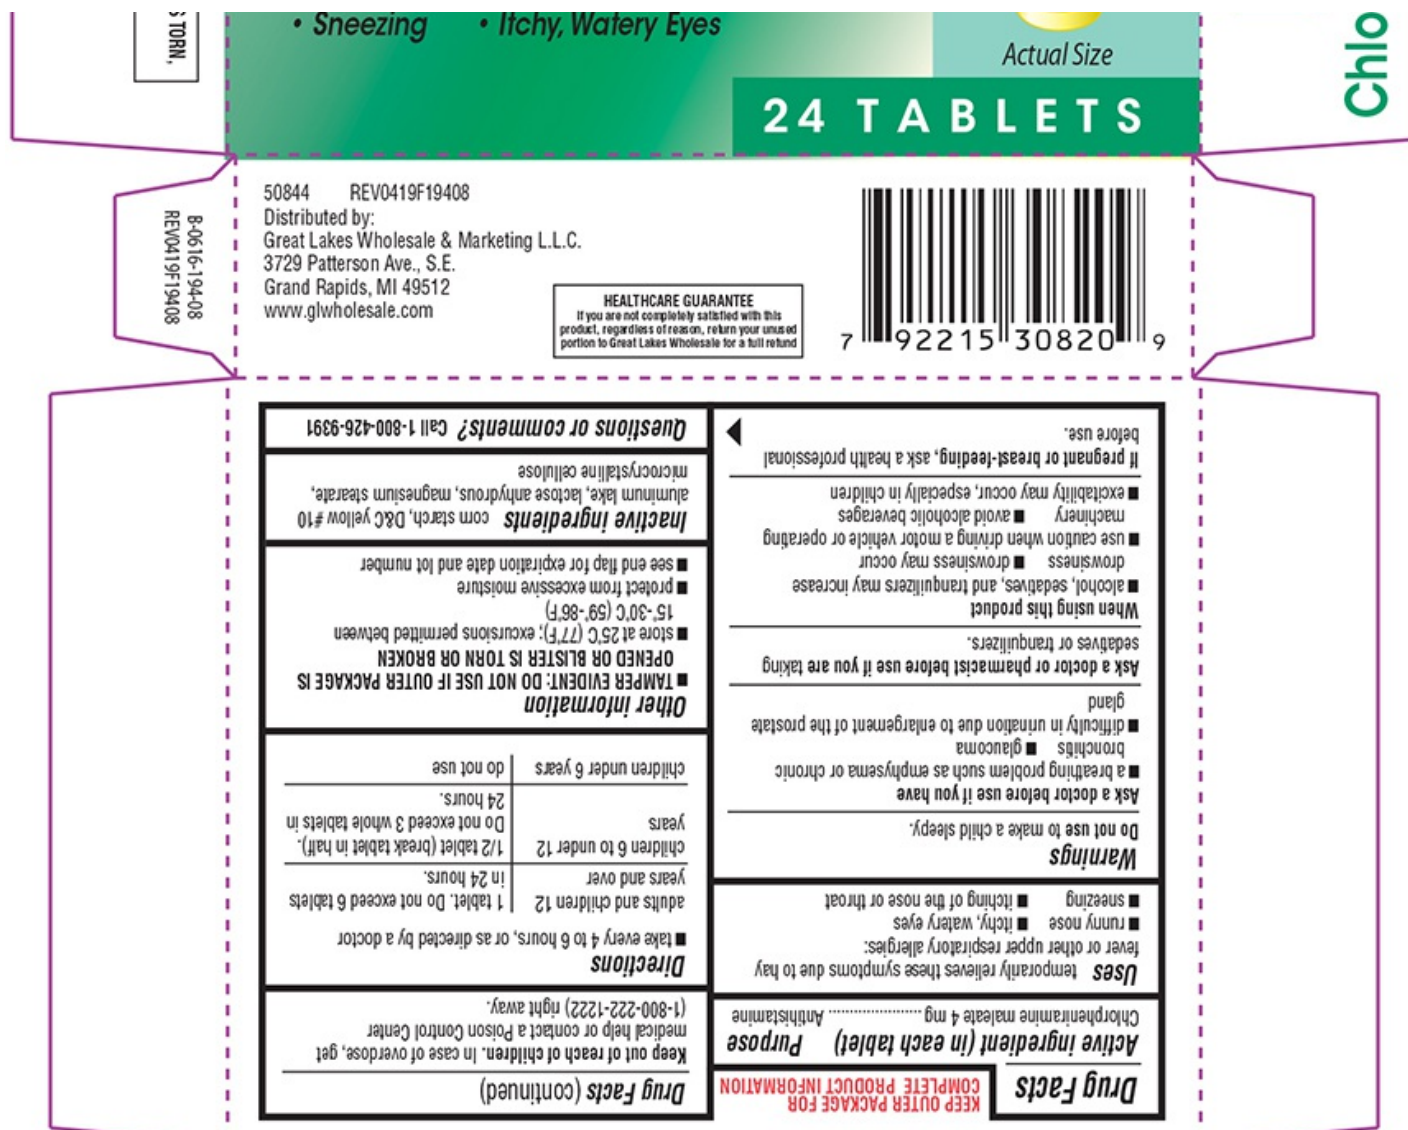 S TORN,
• Sneezing • Itchy, Watery Eyes
Actual Size
24 TABLETS
Chlo
B-0616-194-08
REV0419F19408
50844 REV0419F19408
Distributed by:
Great Lakes Wholesale & Marketing L.L.C.
3729 Patterson Ave., S.E.
Grand Rapids, MI 49512
www.glwholesale.com
HEALTHCARE GUARANTEE
If you are not completely satisfied with this
product, regardless of reason, return your unused
portion to Great Lakes Wholesale for a full refund
7 92215 30820 9
Drug Facts
KEEP OUTER PACKAGE FOR
COMPLETE PRODUCT INFORMATION
Active ingredient (in each tablet) Purpose
Chlorpheniramine maleate 4 mg ....................... Antihistamine
Uses temporarily relieves these symptoms due to hay
fever or other upper respiratory allergies:
■ runny nose ■ itchy, watery eyes
■ sneezing ■ itching of the nose or throat
Warnings
Do not use to make a child sleepy.
Ask a doctor before use if you have
■ a breathing problem such as emphysema or chronic
bronchitis ■ glaucoma
■ difficulty in urination due to enlargement of the prostate
gland
Ask a doctor or pharmacist before use if you are taking
sedatives or tranquilizers.
When using this product
■ alcohol, sedatives, and tranquilizers may increase
drowsiness ■ drowsiness may occur
■ use caution when driving a motor vehicle or operating
machinery ■ avoid alcoholic beverages
■ excitability may occur, especially in children
If pregnant or breast-feeding, ask a health professional
before use.
Drug Facts (continued)
Keep out of reach of children. In case of overdose, get
medical help or contact a Poison Control Center
(1-800-222-1222) right away.
Directions
■ take every 4 to 6 hours, or as directed by a doctor
adults and children 12 1 tablet. Do not exceed 6 tablets
years and over in 24 hours.
children 6 to under 12 1/2 tablet (break tablet in half).
years Do not exceed 3 whole tablets in
24 hours.
children under 6 years do not use
Other information
■ TAMPER EVIDENT: DO NOT USE IF OUTER PACKAGE IS
OPENED OR BLISTER IS TORN OR BROKEN
■ store at 25°C (77°F); excursions permitted between
15°-30°C (59°-86°F)
■ protect from excessive moisture
■ see end flap for expiration date and lot number
Inactive ingredients corn starch, D&C yellow #10
aluminum lake, lactose anhydrous, magnesium stearate,
microcrystalline cellulose
Questions or comments? Call 1-800-426-9391